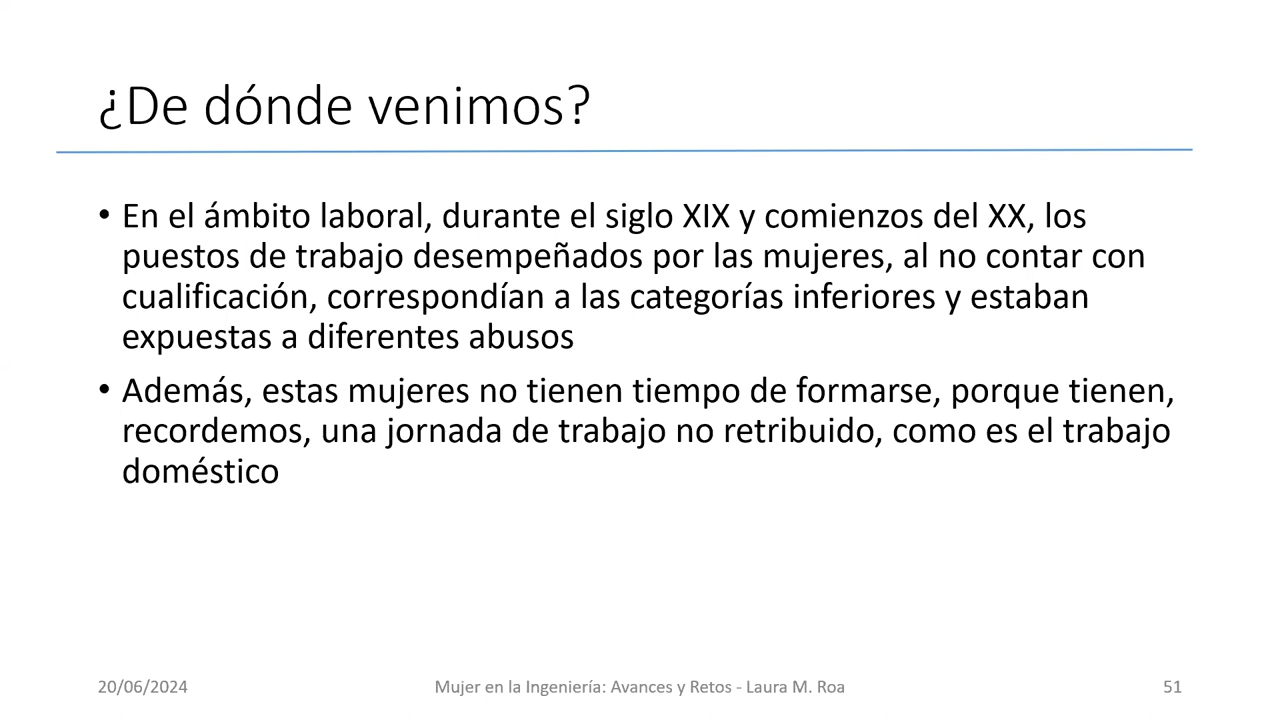 ¿De dónde venimos?
• En el ámbito laboral, durante el siglo XIX y comienzos del XX, los
puestos de trabajo desempeñados por las mujeres, al no contar con
cualificación, correspondían a las categorías inferiores y estaban
expuestas a diferentes abusos
• Además, estas mujeres no tienen tiempo de formarse, porque tienen,
recordemos, una jornada de trabajo no retribuido, como es el trabajo
doméstico
20/06/2024 Mujer en la Ingeniería: Avances y Retos - Laura M. Roa 51